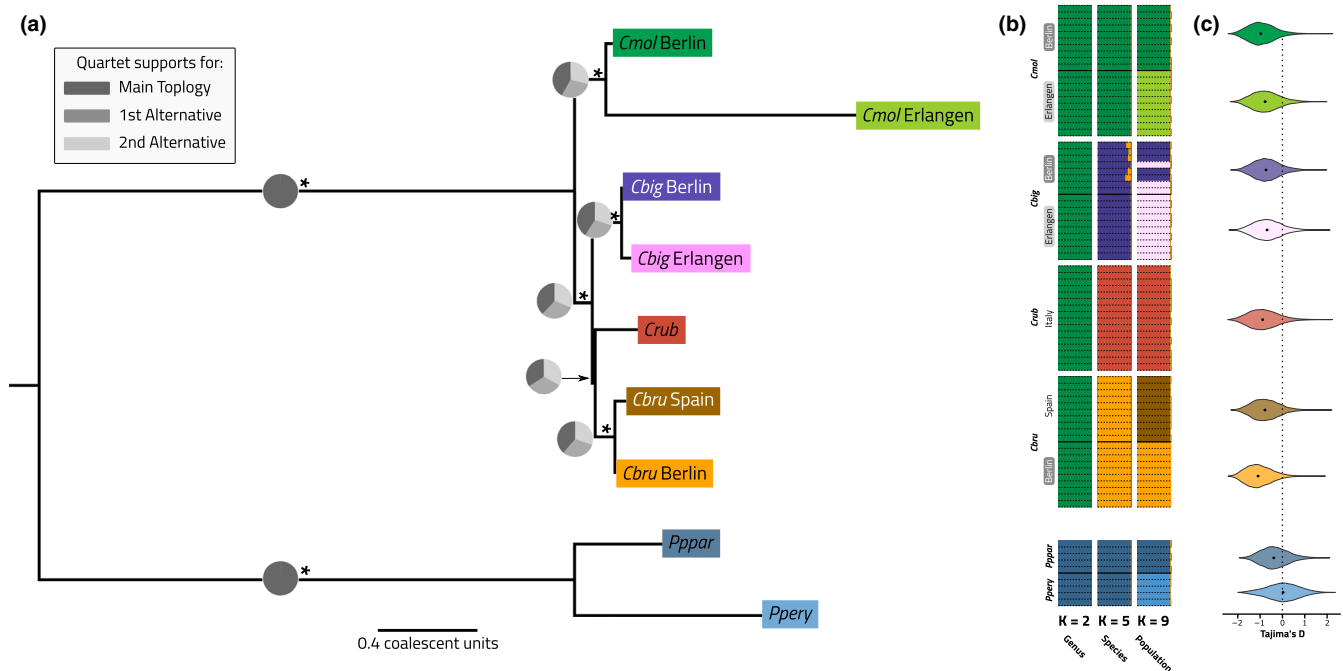 (a)
Quartet supports for:
Main Toplogy
1st Alternative
2nd Alternative
*
Cmol Berlin
Cmol Erlangen
*
*
Cbig Berlin
Cbig Erlangen
*
Crub
*
Cbru Spain
Cbru Berlin
*
Pppar
Ppery
0.4 coalescent units
(b)
Cmol
Berlin
Erlangen
Cbig
Berlin
Erlangen
Crub
Italy
Cbru
Spain
Berlin
Pppar
Ppery
K = 2 K = 5 K = 9
Genus
Species
Population
(c)
−2 −1 0 1 2
Tajima's D